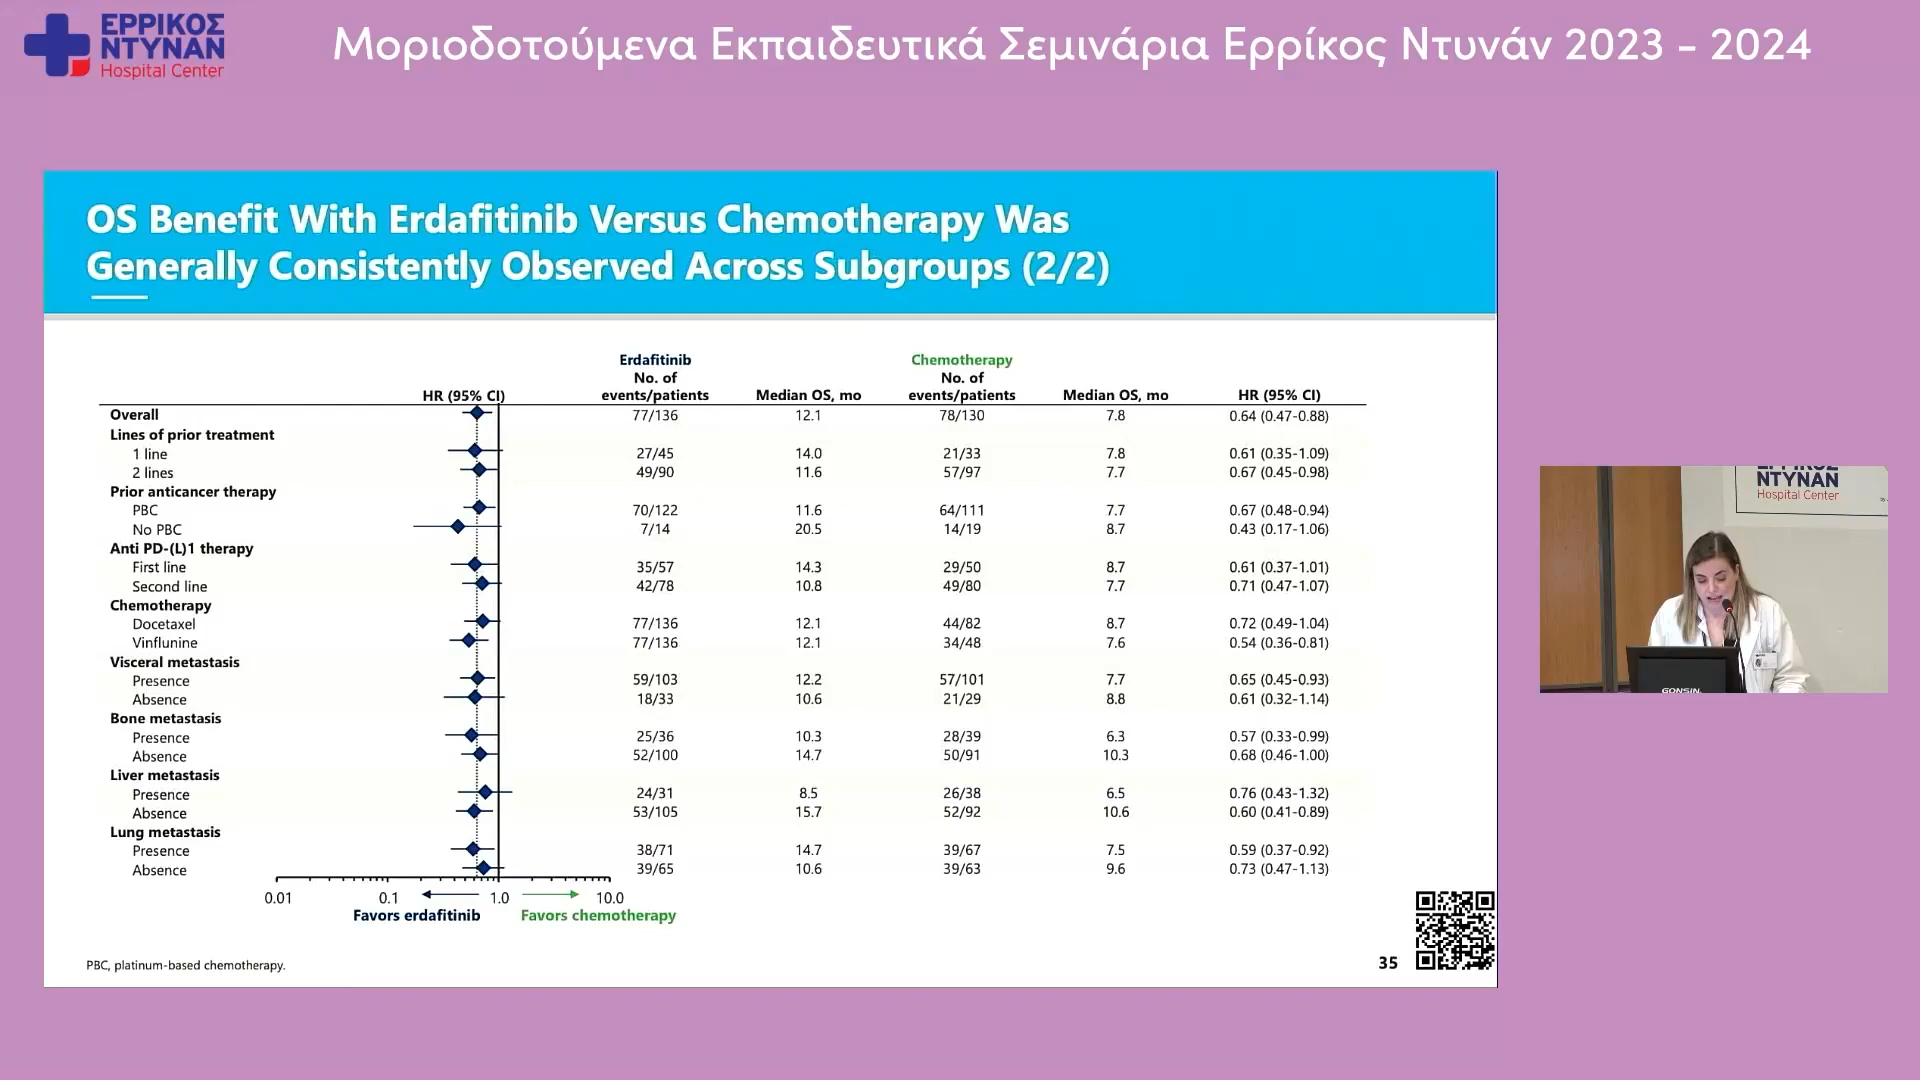 ΕΡΡΙΚΟΣ
ΝΤΥΝΑΝ
Hospital Center
Μοριοδοτούμενα Εκπαιδευτικά Σεμινάρια Ερρίκος Ντυνάν 2023 – 2024
OS Benefit With Erdafitinib Versus Chemotherapy Was
Generally Consistently Observed Across Subgroups (2/2)
Erdafitinib Chemotherapy
No. of No. of
HR (95% CI) events/patients Median OS, mo events/patients Median OS, mo HR (95% CI)
Overall 77/136 12.1 78/130 7.8 0.64 (0.47-0.88)
Lines of prior treatment
1 line 27/45 14.0 21/33 7.8 0.61 (0.35-1.09)
2 lines 49/90 11.6 57/97 7.7 0.67 (0.45-0.98)
Prior anticancer therapy
PBC 70/122 11.6 64/111 7.7 0.67 (0.48-0.94)
No PBC 7/14 20.5 14/19 8.7 0.43 (0.17-1.06)
Anti PD-(L)1 therapy
First line 35/57 14.3 29/50 8.7 0.61 (0.37-1.01)
Second line 42/78 10.8 49/80 7.7 0.71 (0.47-1.07)
Chemotherapy
Docetaxel 77/136 12.1 44/82 8.7 0.72 (0.49-1.04)
Vinflunine 77/136 12.1 34/48 7.6 0.54 (0.36-0.81)
Visceral metastasis
Presence 59/103 12.2 57/101 7.7 0.65 (0.45-0.93)
Absence 18/33 10.6 21/29 8.8 0.61 (0.32-1.14)
Bone metastasis
Presence 25/36 10.3 28/39 6.3 0.57 (0.33-0.99)
Absence 52/100 14.7 50/91 10.3 0.68 (0.46-1.00)
Liver metastasis
Presence 24/31 8.5 26/38 6.5 0.76 (0.43-1.32)
Absence 53/105 15.7 52/92 10.6 0.60 (0.41-0.89)
Lung metastasis
Presence 38/71 14.7 39/67 7.5 0.59 (0.37-0.92)
Absence 39/65 10.6 39/63 9.6 0.73 (0.47-1.13)
0.01 0.1 1.0 10.0
Favors erdafitinib Favors chemotherapy
PBC, platinum-based chemotherapy.
35
ΕΡΡΙΚΟΣ
ΝΤΥΝΑΝ
Hospital Center
GONSIN